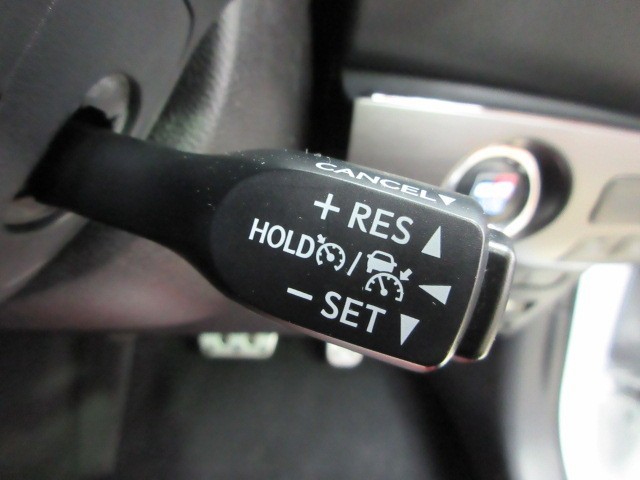 CANCEL▼
+ RES ▲
HOLD / ◀
− SET ▼